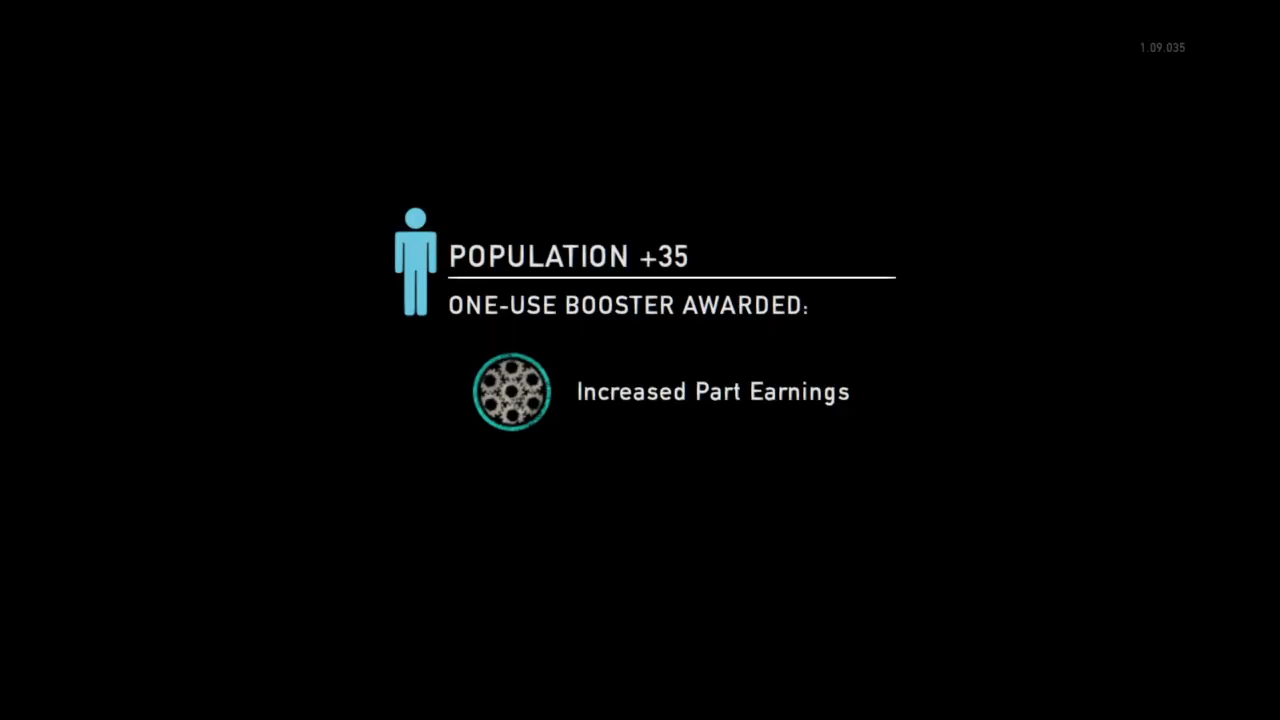 1.09.035
POPULATION +35
ONE-USE BOOSTER AWARDED:
Increased Part Earnings